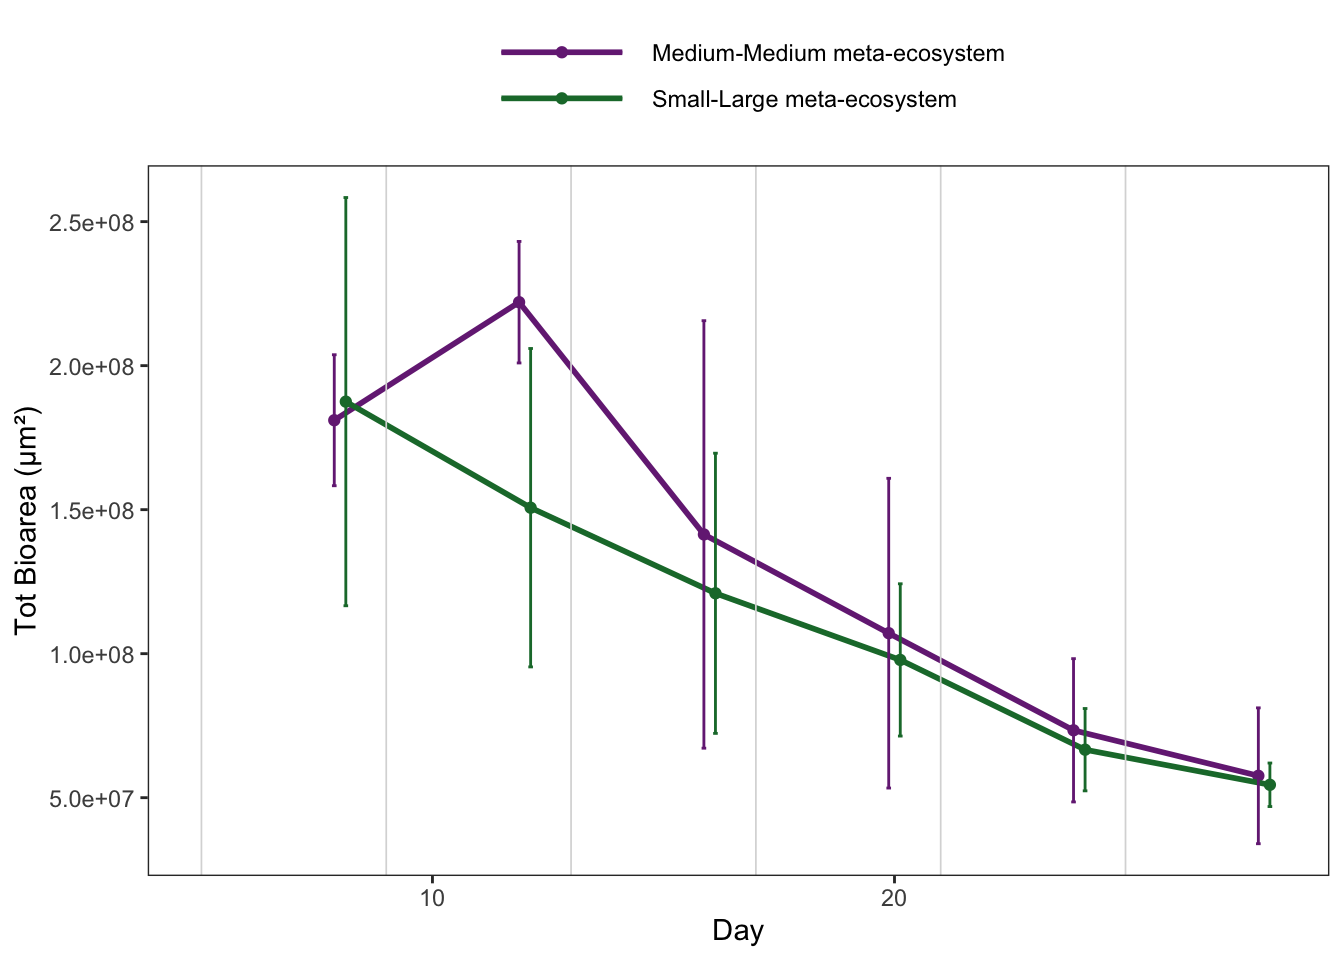 Medium-Medium meta-ecosystem
Small-Large meta-ecosystem
Tot Bioarea (µm²)
2.5e+08
2.0e+08
1.5e+08
1.0e+08
5.0e+07
10
20
Day